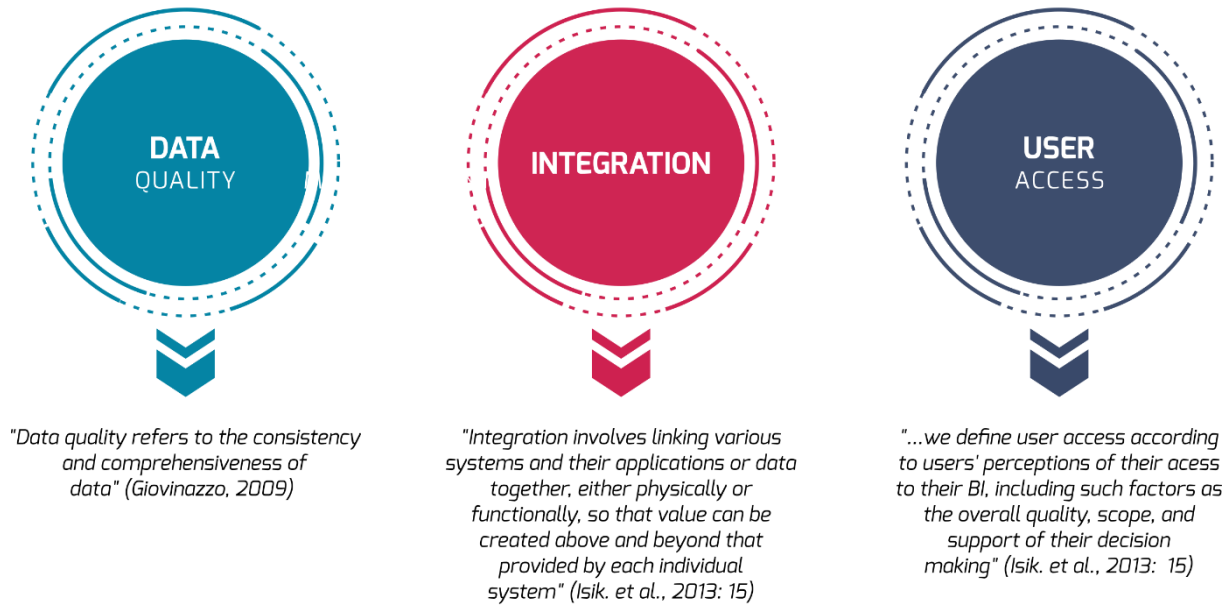 DATA
QUALITY
"Data quality refers to the consistency
and comprehensiveness of
data" (Giovinazzo, 2009)
INTEGRATION
"Integration involves linking various
systems and their applications or data
together, either physically or
functionally, so that value can be
created above and beyond that
provided by each individual
system" (Isik. et al., 2013: 15)
USER
ACCESS
"...we define user access according
to users' perceptions of their acess
to their BI, including such factors as
the overall quality, scope, and
support of their decision
making" (Isik. et al., 2013: 15)